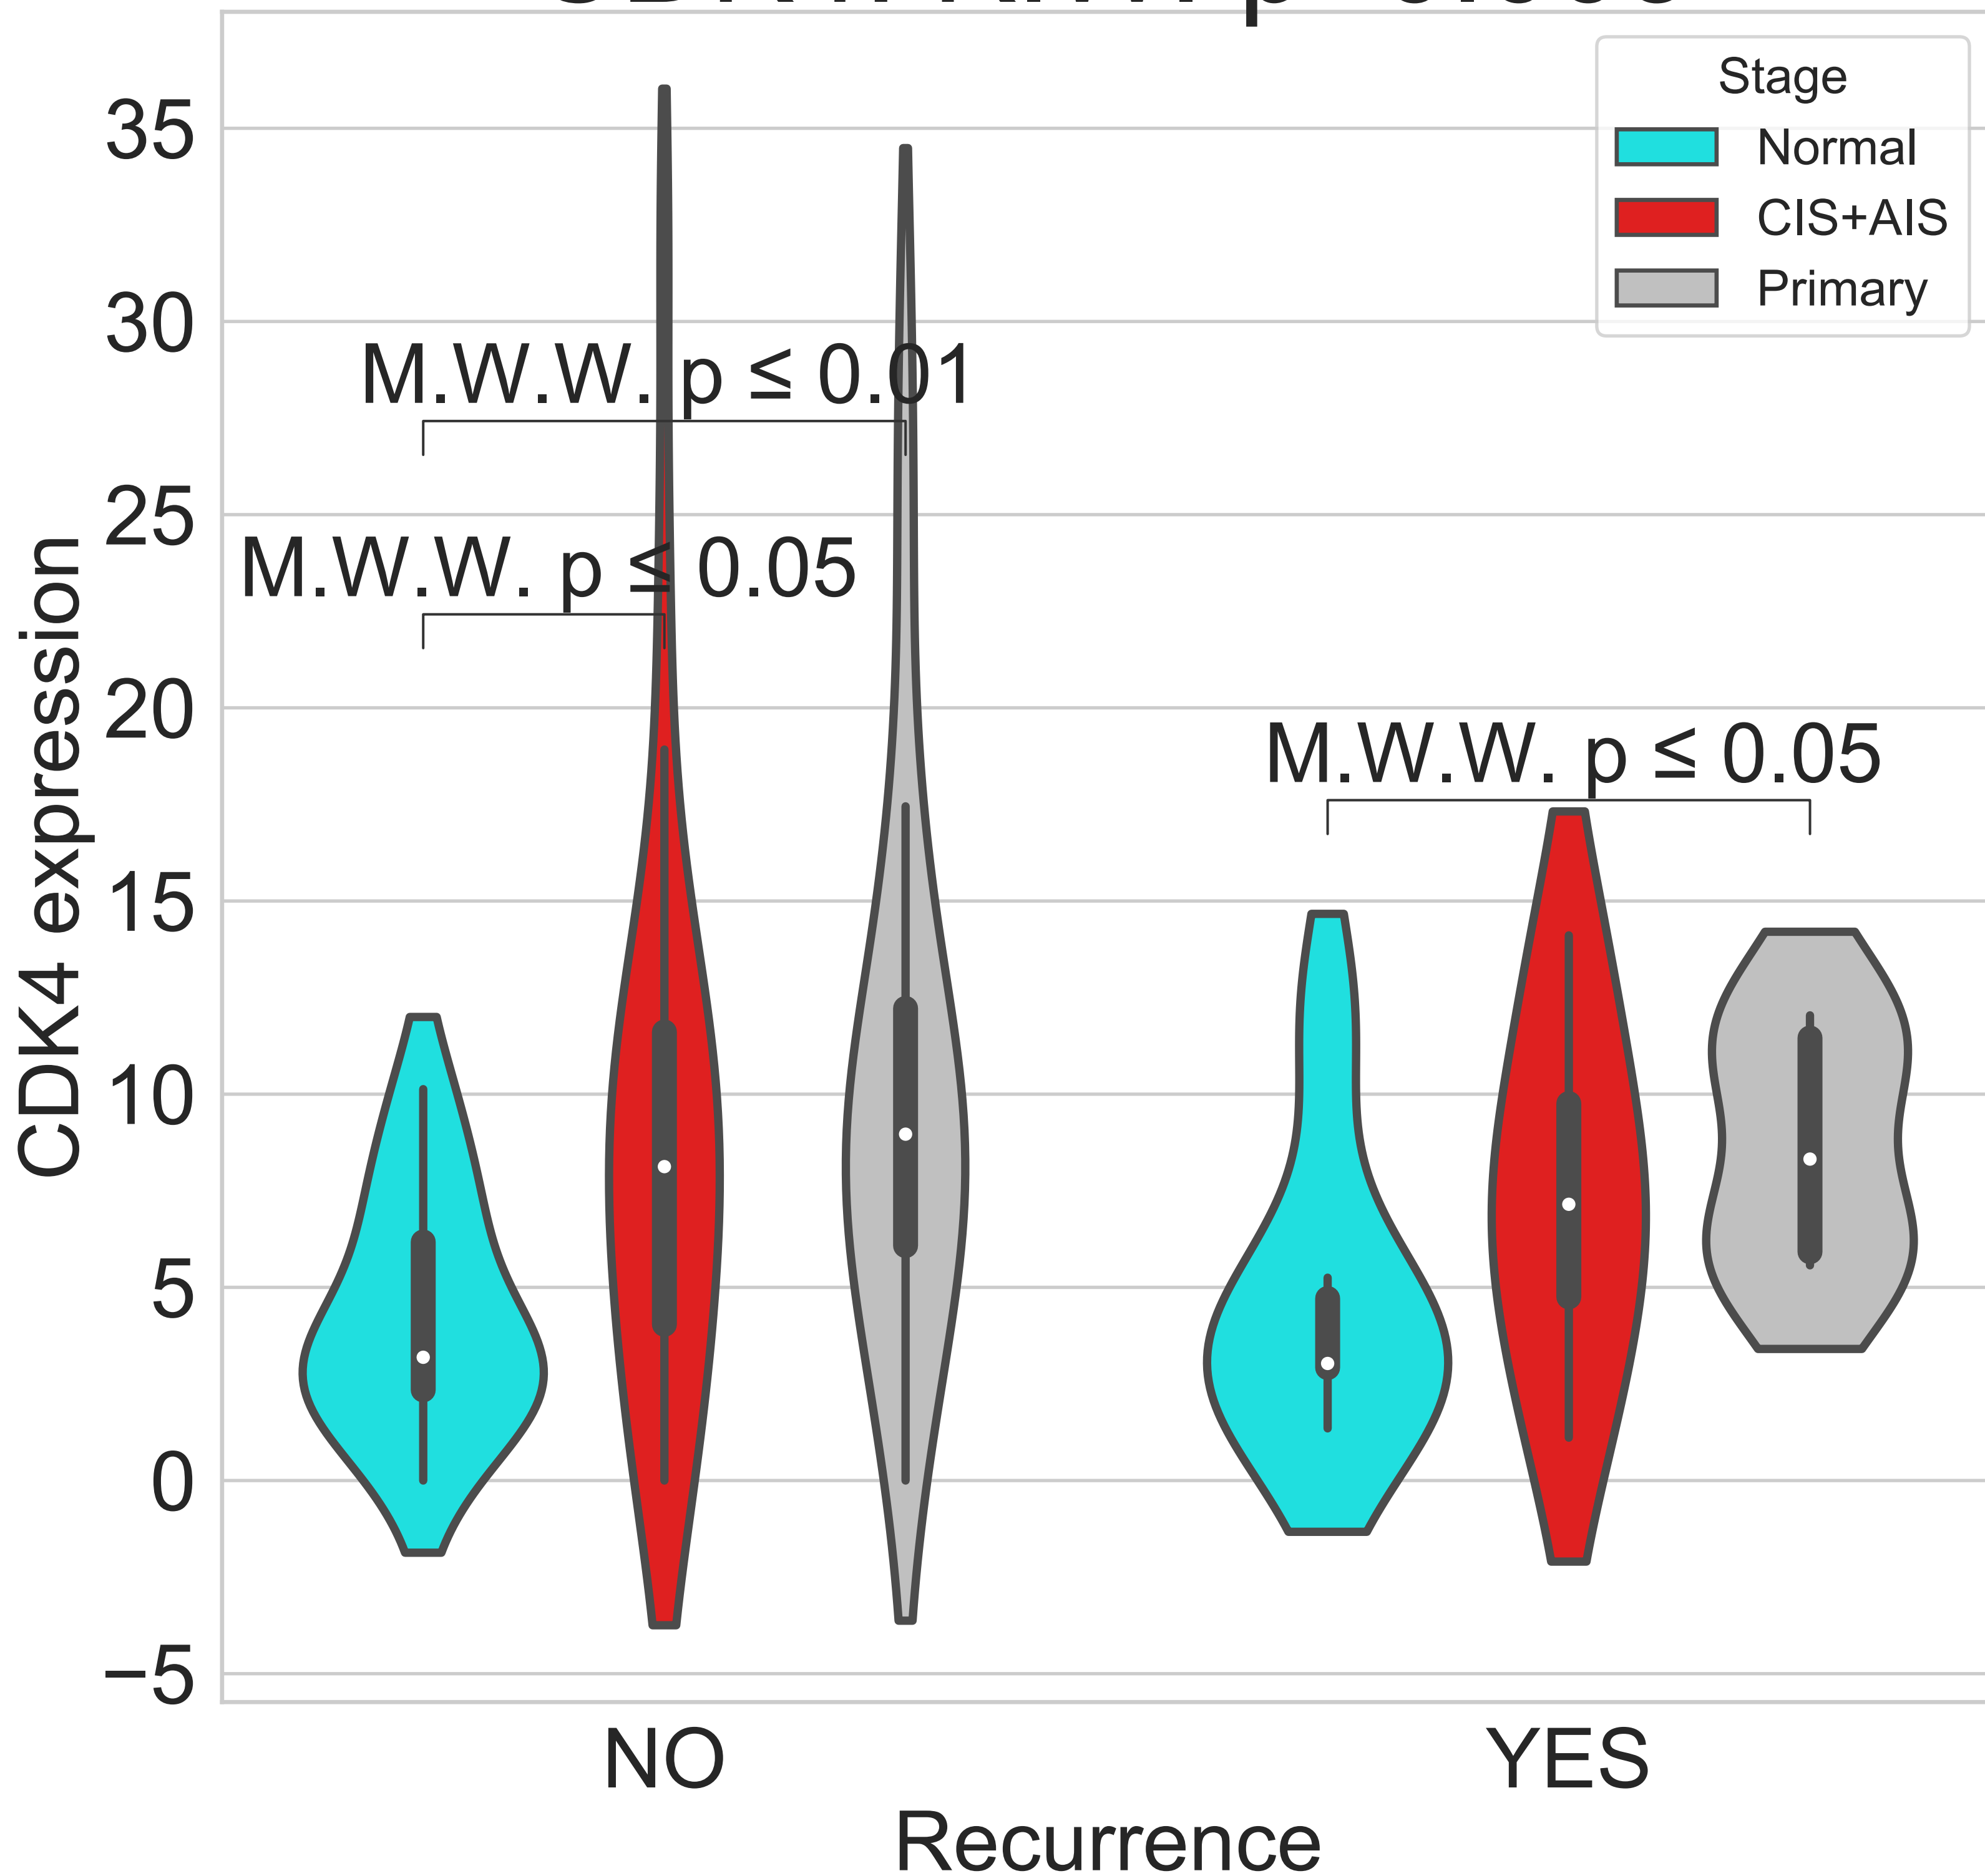 Stage
Normal
CIS+AIS
Primary
35
30
25
20
15
10
5
0
−5
CDK4 expression
M.W.W. p ≤ 0.01
M.W.W. p ≤ 0.05
M.W.W. p ≤ 0.05
NO
YES
Recurrence